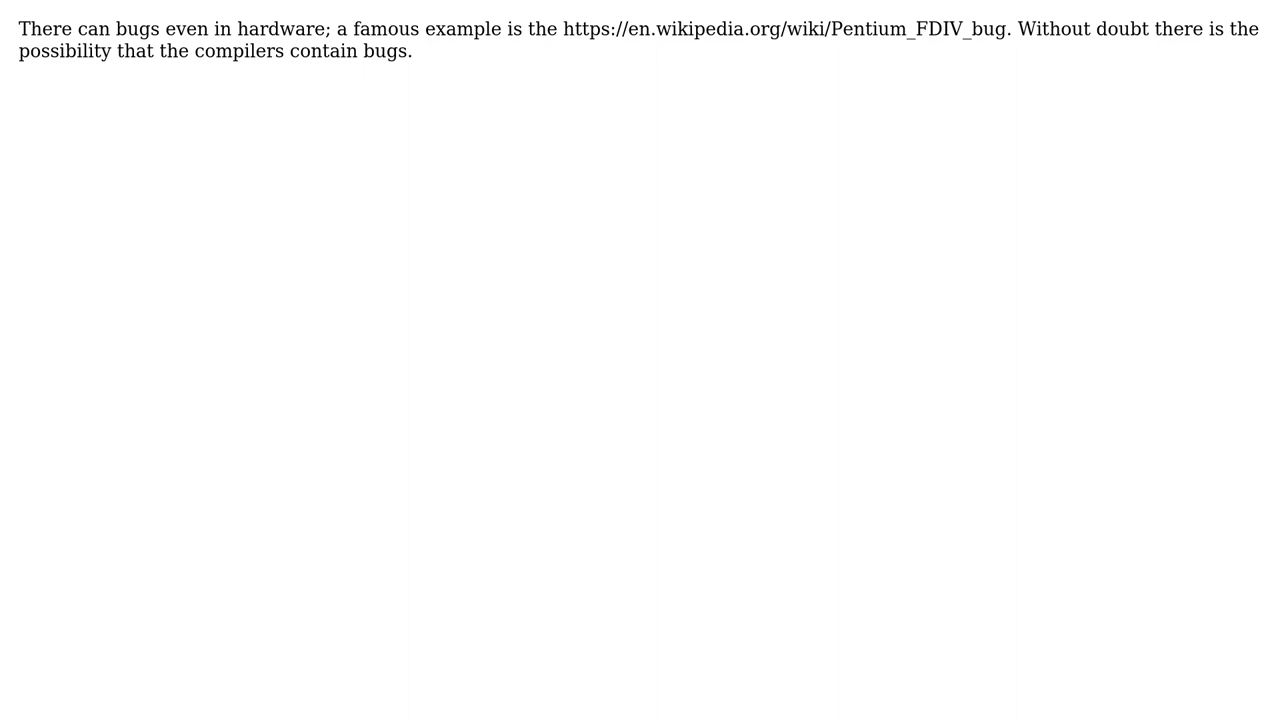 There can bugs even in hardware; a famous example is the https://en.wikipedia.org/wiki/Pentium_FDIV_bug. Without doubt there is the
possibility that the compilers contain bugs.